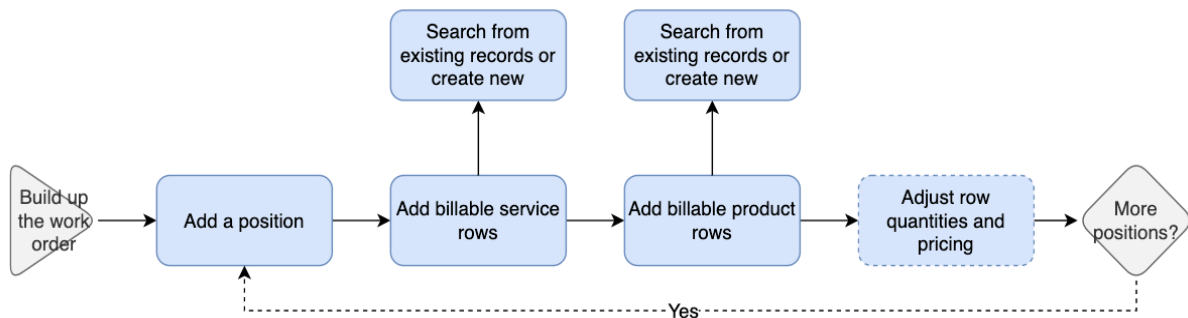 Search from
existing records or
create new
Search from
existing records or
create new
Build up
the work
order
Add a position
Add billable service
rows
Add billable product
rows
Adjust row
quantities and
pricing
More
positions?
Yes